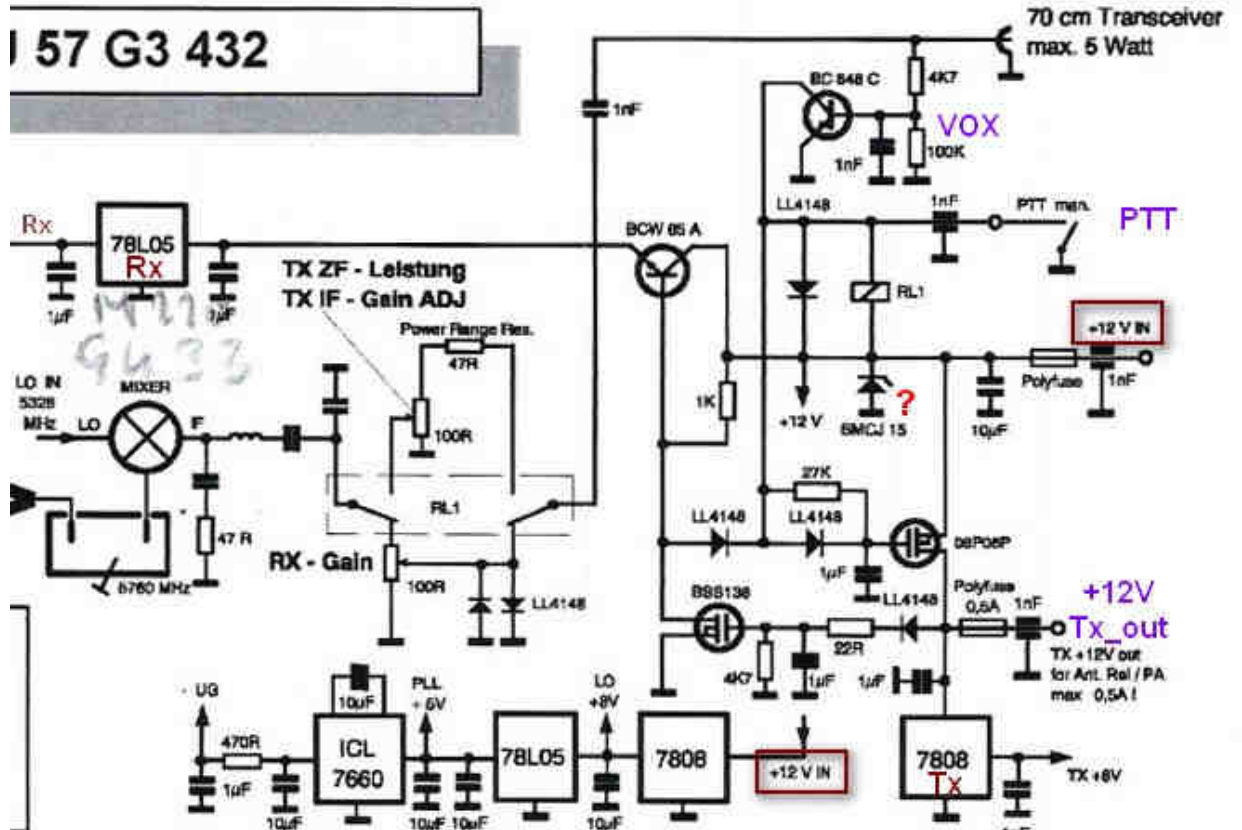 J 57 G3 432
70 cm Transceiver
max. 5 Watt
BC 848 C
4K7
1nF
VOX
100K
1nF
LL4148
1nF
PTT man.
PTT
Rx
78L05
Rx
BCW 65 A
TX ZF - Leistung
TX IF - Gain ADJ
RL1
1µF
1µF
Power Range Res.
47R
+12 V IN
Polyfuse
1nF
LO IN
5328
MHz
MIXER
LO
IF
100R
1K
+12 V
?
SMCJ 15
10µF
27K
RL1
47 R
LL4148
LL4148
RX - Gain
100R
5760 MHz
LL4148
1µF
BSS138
LL4148
Polyfuse
0,5A
1nF
+12V
Tx_out
22R
4K7
1µF
1µF
TX +12V out
for Ant. Rel / PA
max 0,5A !
- UG
10µF
PLL
+ 5V
LO
+8V
470R
ICL
7660
78L05
7808
+12 V IN
7808
Tx
TX +8V
1µF
10µF
10µF
10µF
10µF